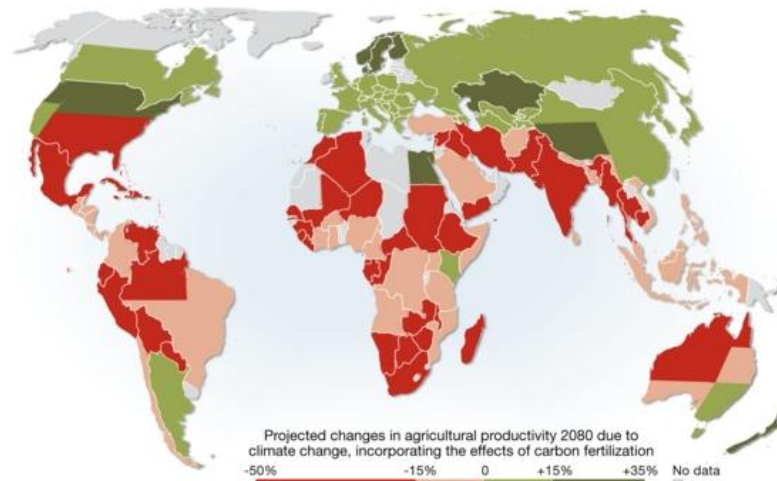 Projected changes in agricultural productivity 2080 due to
climate change, incorporating the effects of carbon fertilization
-50% -15% 0 +15% +35% No data